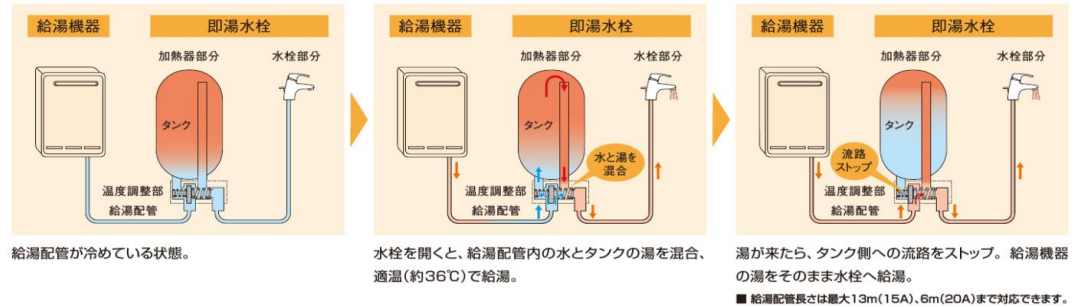 給湯機器
即湯水栓
加熱器部分
水栓部分
タンク
温度調整部
給湯配管
給湯配管が冷めている状態。
給湯機器
即湯水栓
加熱器部分
水栓部分
タンク
水と湯を
混合
温度調整部
給湯配管
水栓を開くと、給湯配管内の水とタンクの湯を混合、
適温(約36℃)で給湯。
給湯機器
即湯水栓
加熱器部分
水栓部分
タンク
流路
ストップ
温度調整部
給湯配管
湯が来たら、タンク側への流路をストップ。給湯機器
の湯をそのまま水栓へ給湯。
■ 給湯配管長さは最大13m(15A)、6m(20A)まで対応できます。